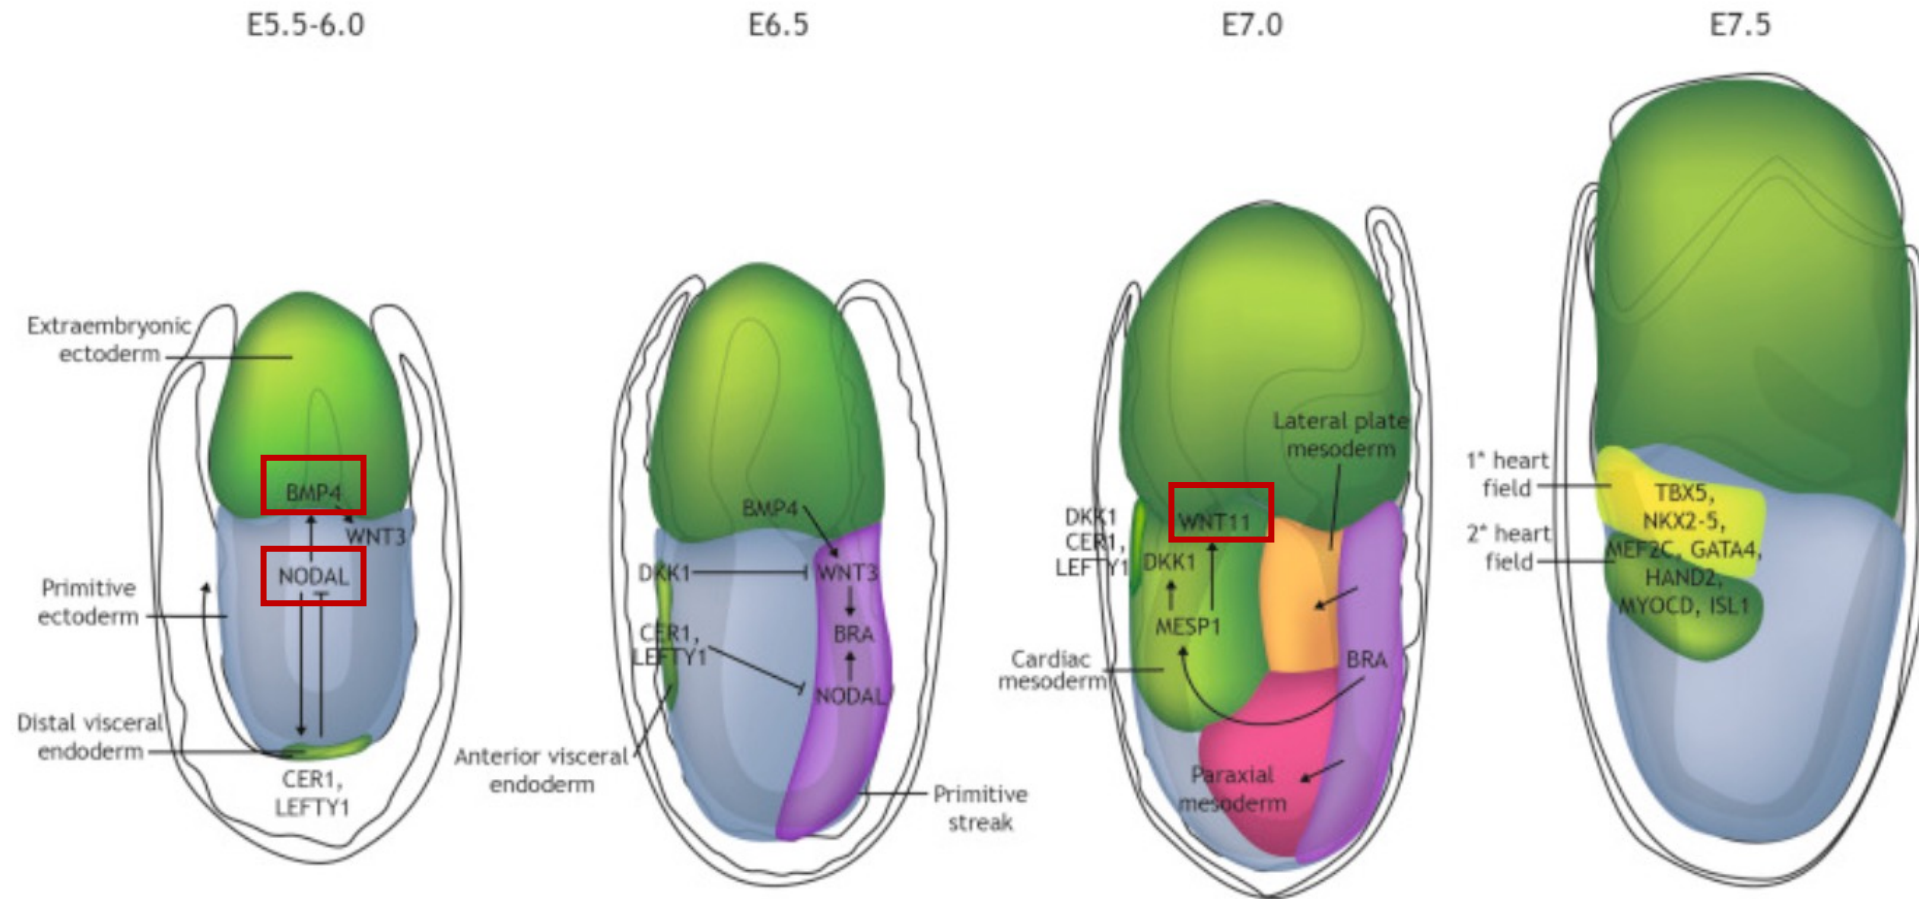 E5.5-6.0
E6.5
E7.0
E7.5
Extraembryonic
ectoderm
BMP4
WNT3
NODAL
Primitive
ectoderm
Distal visceral
endoderm
CER1,
LEFTY1
BMP4
DKK1
WNT3
CER1,
LEFTY1
BRA
NODAL
Anterior visceral
endoderm
Primitive
streak
Lateral plate
mesoderm
DKK1
CER1,
LEFTY1
WNT11
DKK1
MESP1
Cardiac
mesoderm
BRA
Paraxial
mesoderm
1° heart
field
2° heart
field
TBX5,
NKX2-5,
MEF2C, GATA4,
HAND2,
MYOCD, ISL1